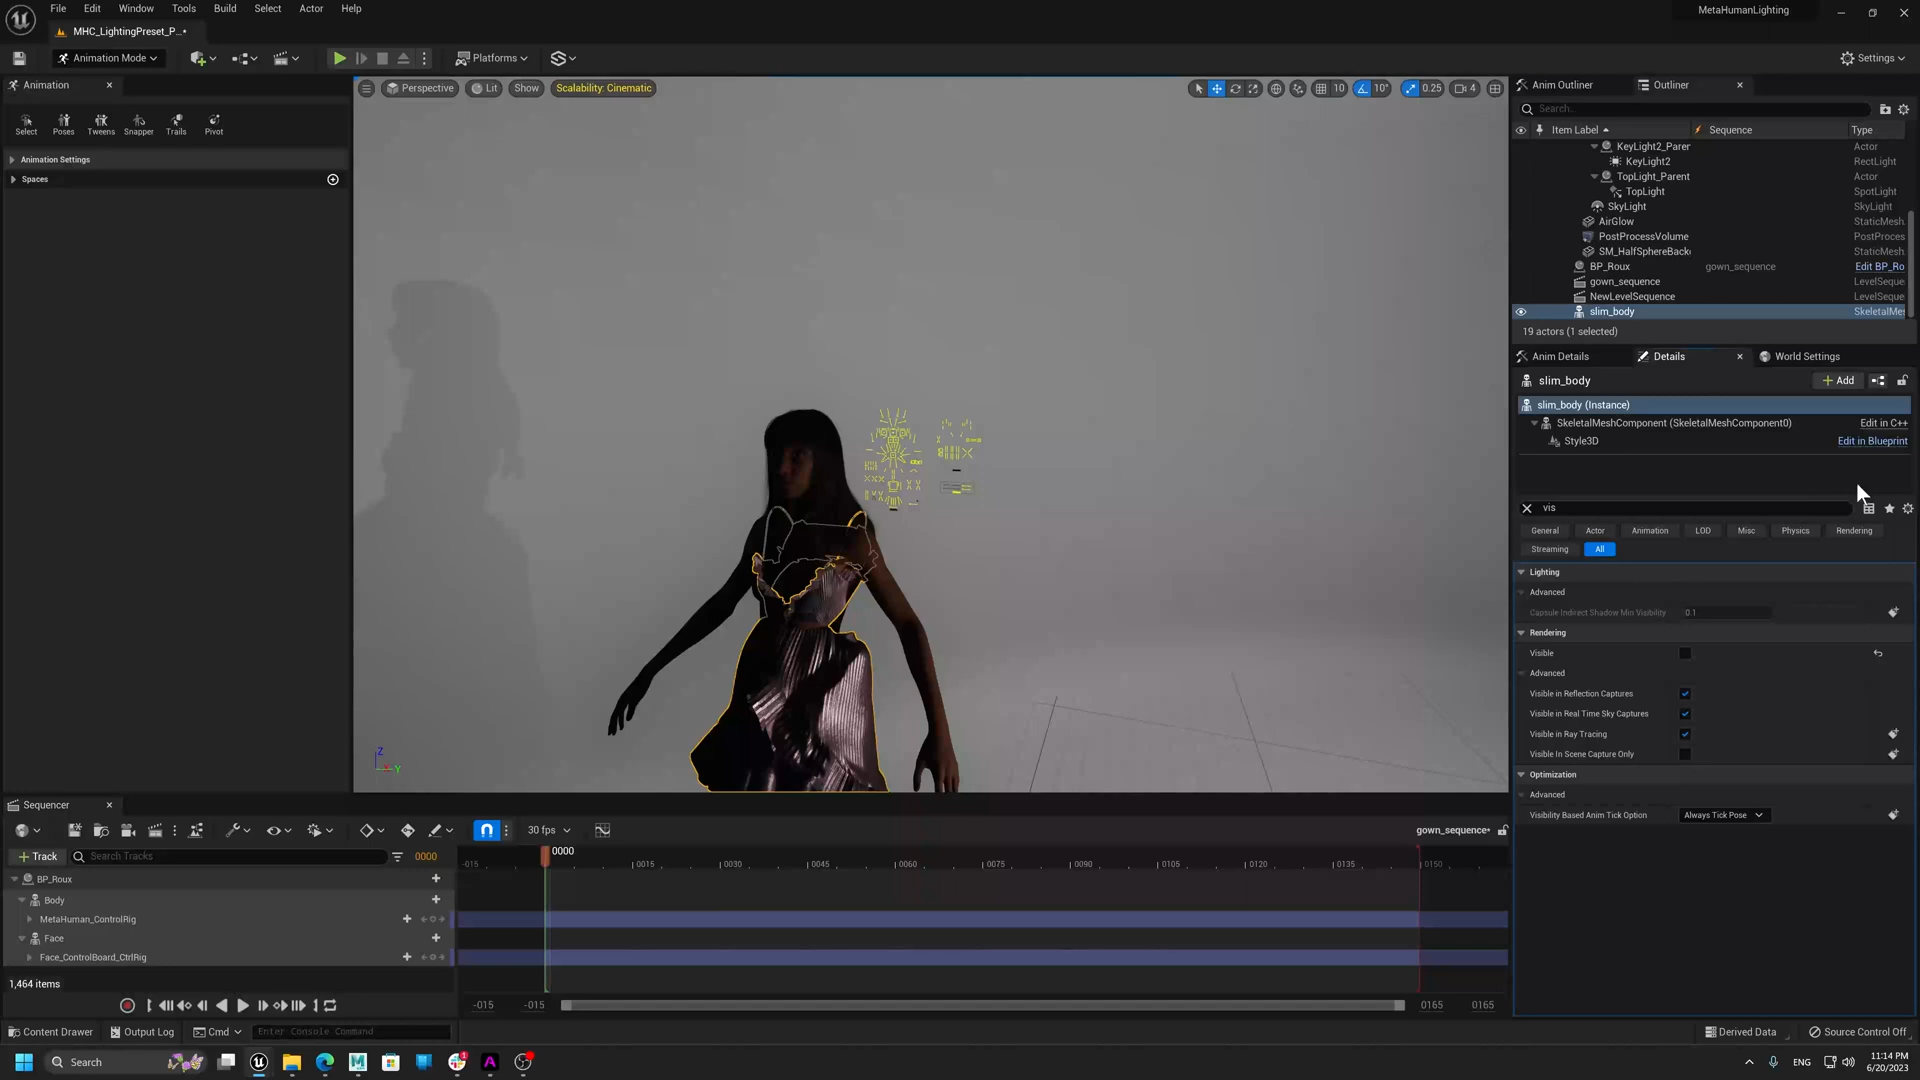 File Edit Window Tools Build Select Actor Help
MetaHumanLighting
MHC_LightingPreset_P...*
Animation Mode
Platforms
Settings
Animation
Select Poses Tweens Snapper Trails Pivot
Animation Settings
Spaces
Perspective Lit Show Scalability: Cinematic
10 10° 0.25 4
Z
X Y
Anim Outliner Outliner
Search...
Item Label Sequence Type
KeyLight2_Paren Actor
KeyLight2 RectLight
TopLight_Parent Actor
TopLight SpotLight
SkyLight SkyLight
AirGlow StaticMesh
PostProcessVolume PostProces
SM_HalfSphereBack StaticMesh
BP_Roux gown_sequence Edit BP_Ro
gown_sequence LevelSeque
NewLevelSequence LevelSeque
slim_body SkeletalMe
19 actors (1 selected)
Anim Details Details World Settings
slim_body Add
slim_body (Instance)
SkeletalMeshComponent (SkeletalMeshComponent0) Edit in C++
Style3D Edit in Blueprint
vis
General Actor Animation LOD Misc Physics Rendering
Streaming All
Lighting
Advanced
Capsule Indirect Shadow Min Visibility 0.1
Rendering
Visible
Advanced
Visible in Reflection Captures
Visible in Real Time Sky Captures
Visible in Ray Tracing
Visible In Scene Capture Only
Optimization
Advanced
Visibility Based Anim Tick Option Always Tick Pose
Sequencer
30 fps
gown_sequence*
Track Search Tracks 0000
0000
-015 0015 0030 0045 0060 0075 0090 0105 0120 0135 0150
BP_Roux
Body
MetaHuman_ControlRig
Face
Face_ControlBoard_CtrlRig
1,464 items
-015 -015 0165 0165
Content Drawer Output Log Cmd Enter Console Command
Derived Data Source Control Off
Search
1
ENG
11:14 PM
6/20/2023